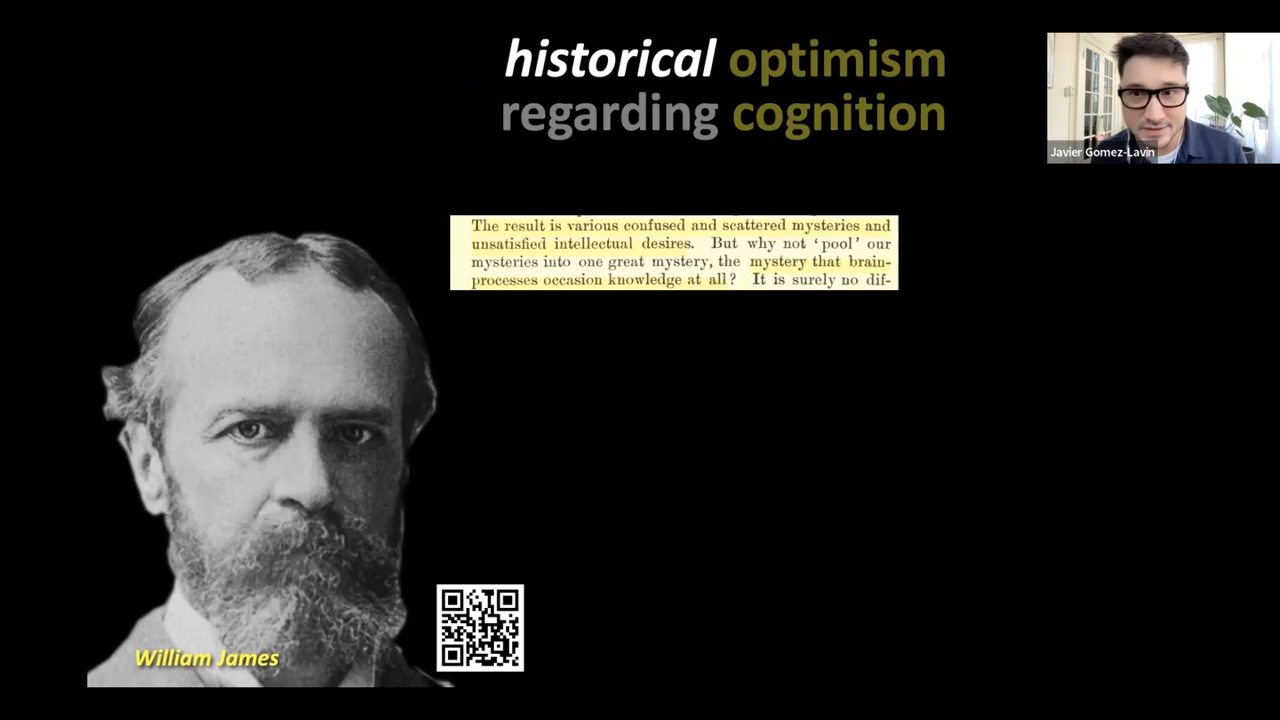 historical optimism
regarding cognition
Javier Gomez-Lavin
The result is various confused and scattered mysteries and
unsatisfied intellectual desires. But why not ‘pool’ our
mysteries into one great mystery, the mystery that brain-
processes occasion knowledge at all? It is surely no dif-
William James